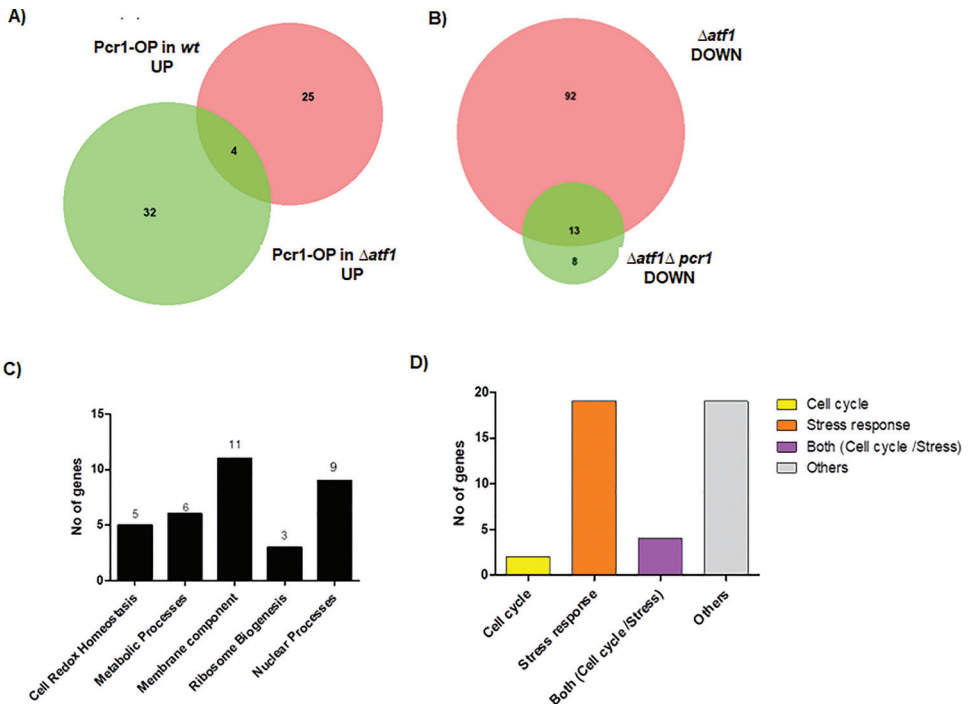 A)
Pcr1-OP in wt
UP
25
4
32
Pcr1-OP in Δatf1
UP
B)
Δatf1
DOWN
92
13
8
Δatf1Δ pcr1
DOWN
C)
No of genes
15
10
5
0
5
6
11
3
9
Cell Redox Homeostasis
Metabolic Processes
Membrane component
Ribosome Biogenesis
Nuclear Processes
D)
No of genes
20
15
10
5
0
Cell cycle
Stress response
Both (Cell cycle /Stress)
Others
Cell cycle
Stress response
Both (Cell cycle /Stress)
Others